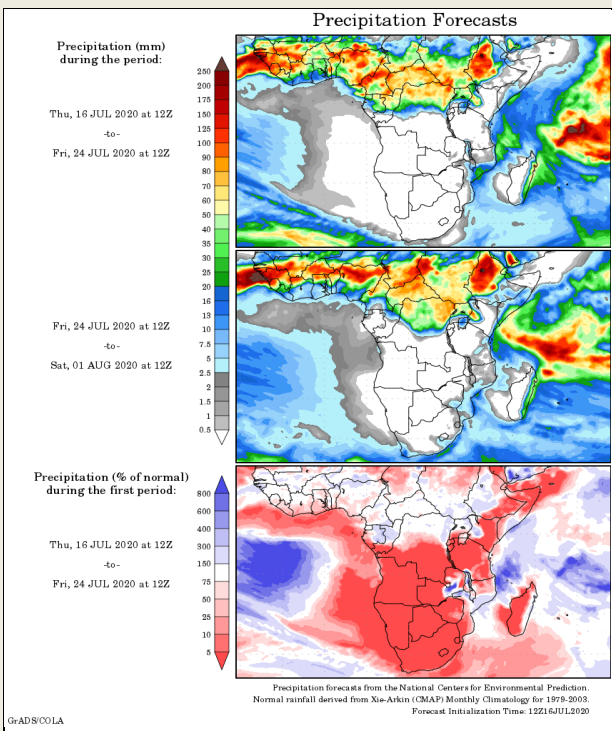 Precipitation Forecasts
Precipitation (mm)
during the period:
Thu, 16 JUL 2020 at 12Z
-to-
Fri, 24 JUL 2020 at 12Z
250
200
175
150
125
100
90
80
70
60
50
40
35
30
25
20
16
13
10
7.5
5
2.5
2
1.5
1
0.5
Fri, 24 JUL 2020 at 12Z
-to-
Sat, 01 AUG 2020 at 12Z
Precipitation (% of normal)
during the first period:
Thu, 16 JUL 2020 at 12Z
-to-
Fri, 24 JUL 2020 at 12Z
800
600
400
300
150
75
50
25
10
5
Precipitation forecasts from the National Centers for Environmental Prediction.
Normal rainfall derived from Xie-Arkin (CMAP) Monthly Climatology for 1979-2003.
Forecast Initialization Time: 12Z16JUL2020
GrADS/COLA